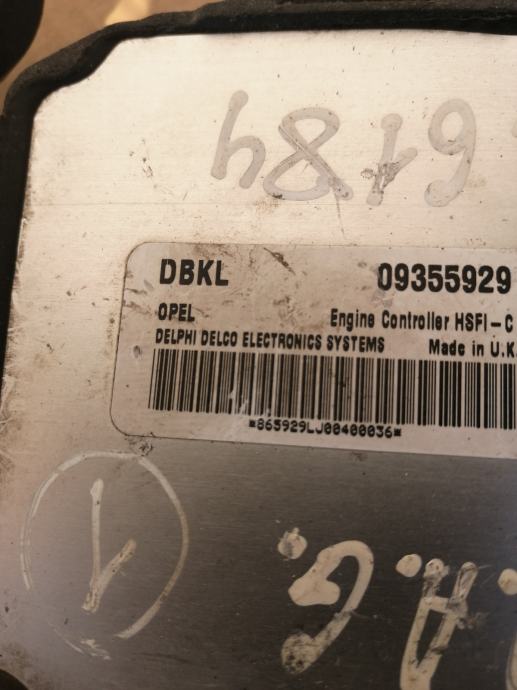 6184
DBKL 09355929
OPEL Engine Controller HSFI-C
DELPHI DELCO ELECTRONICS SYSTEMS Made in U.K.
*865929LJ00400036*